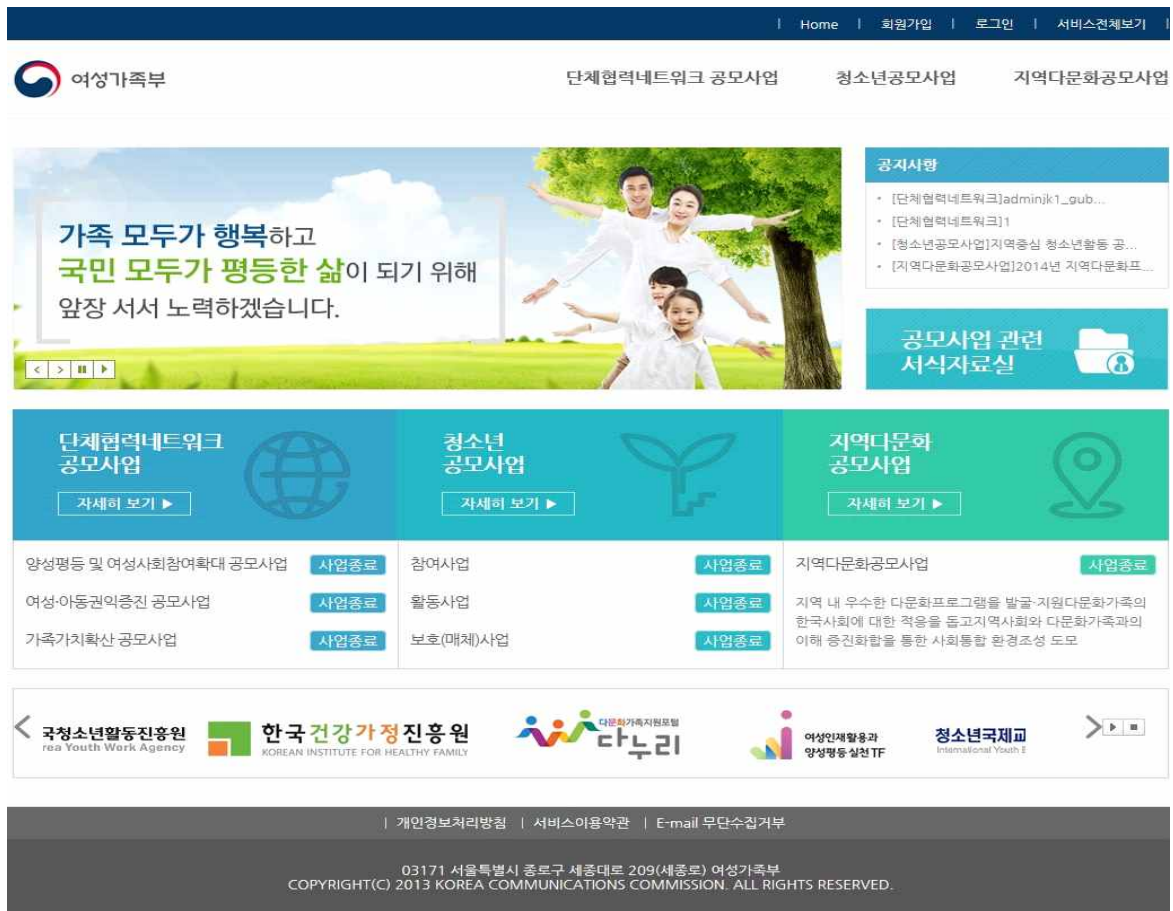 Home | 회원가입 | 로그인 | 서비스전체보기
여성가족부
단체협력네트워크 공모사업 청소년공모사업 지역다문화공모사업
가족 모두가 행복하고
국민 모두가 평등한 삶이 되기 위해
앞장 서서 노력하겠습니다.
공지사항
[단체협력네트워크]adminjk1_gub...
[단체협력네트워크]1
[청소년공모사업]지역중심 청소년활동 공...
[지역다문화공모사업]2014년 지역다문화프...
공모사업 관련
서식자료실
단체협력네트워크
공모사업
자세히 보기 ▶
양성평등 및 여성사회참여확대 공모사업 사업종료
여성·아동권익증진 공모사업 사업종료
가족가치확산 공모사업 사업종료
청소년
공모사업
자세히 보기 ▶
참여사업 사업종료
활동사업 사업종료
보호(매체)사업 사업종료
지역다문화
공모사업
자세히 보기 ▶
지역다문화공모사업 사업종료
지역 내 우수한 다문화프로그램을 발굴·지원다문화가족의
한국사회에 대한 적응을 돕고지역사회와 다문화가족과의
이해 증진화합을 통한 사회통합 환경조성 도모
국청소년활동진흥원
rea Youth Work Agency
한국건강가정진흥원
KOREAN INSTITUTE FOR HEALTHY FAMILY
다문화가족지원포털
다누리
여성인재활용과
양성평등 실천 TF
청소년국제교
International Youth E
| 개인정보처리방침 | 서비스이용약관 | E-mail 무단수집거부
03171 서울특별시 종로구 세종대로 209(세종로) 여성가족부
COPYRIGHT(C) 2013 KOREA COMMUNICATIONS COMMISSION. ALL RIGHTS RESERVED.